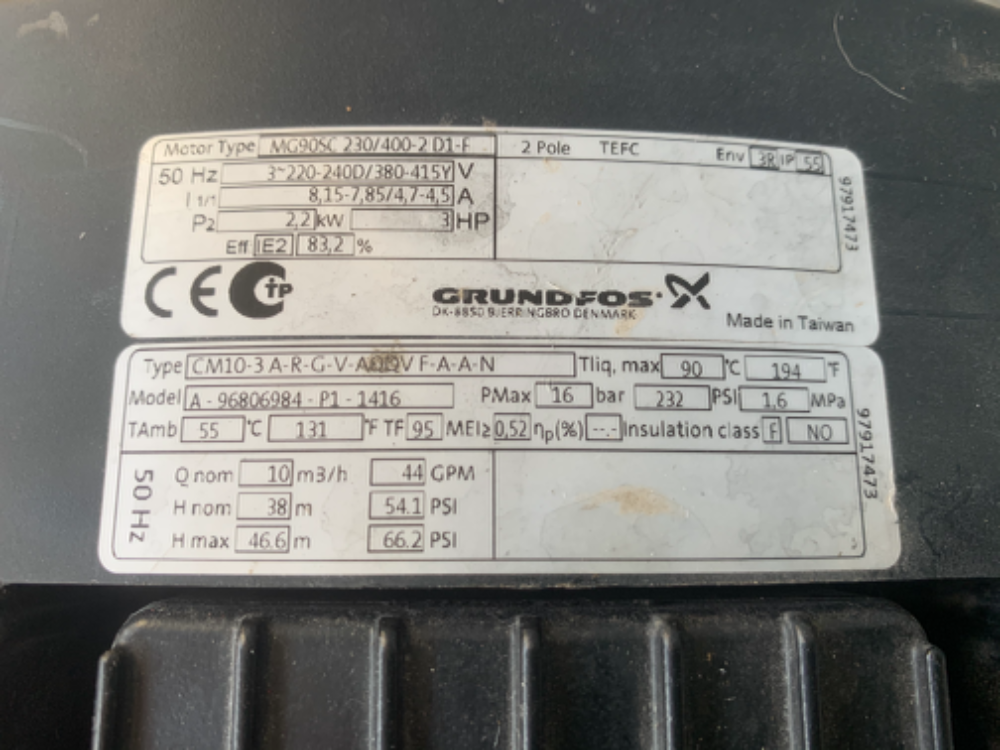 Motor Type MG90SC 230/400-2 D1-F 2 Pole TEFC Env 3R IP 55
50 Hz 3~220-240D/380-415Y V
I 1/1 8,15-7,85/4,7-4,5 A
P2 2,2 kW 3 HP
Eff IE2 83,2 %
97917473
CE tP
GRUNDFOS
DK-8850 BJERRINGBRO DENMARK
Made in Taiwan
Type CM10-3 A-R-G-V-AQQV F-A-A-N Tliq, max 90 °C 194 °F
Model A - 96806984 - P1 - 1416 PMax 16 bar 232 PSI 1,6 MPa
TAmb 55 °C 131 °F TF 95 MEI≥ 0,52 ηp(%) --.- Insulation class F NO
97917473
50 Hz
Q nom 10 m3/h 44 GPM
H nom 38 m 54.1 PSI
H max 46.6 m 66.2 PSI